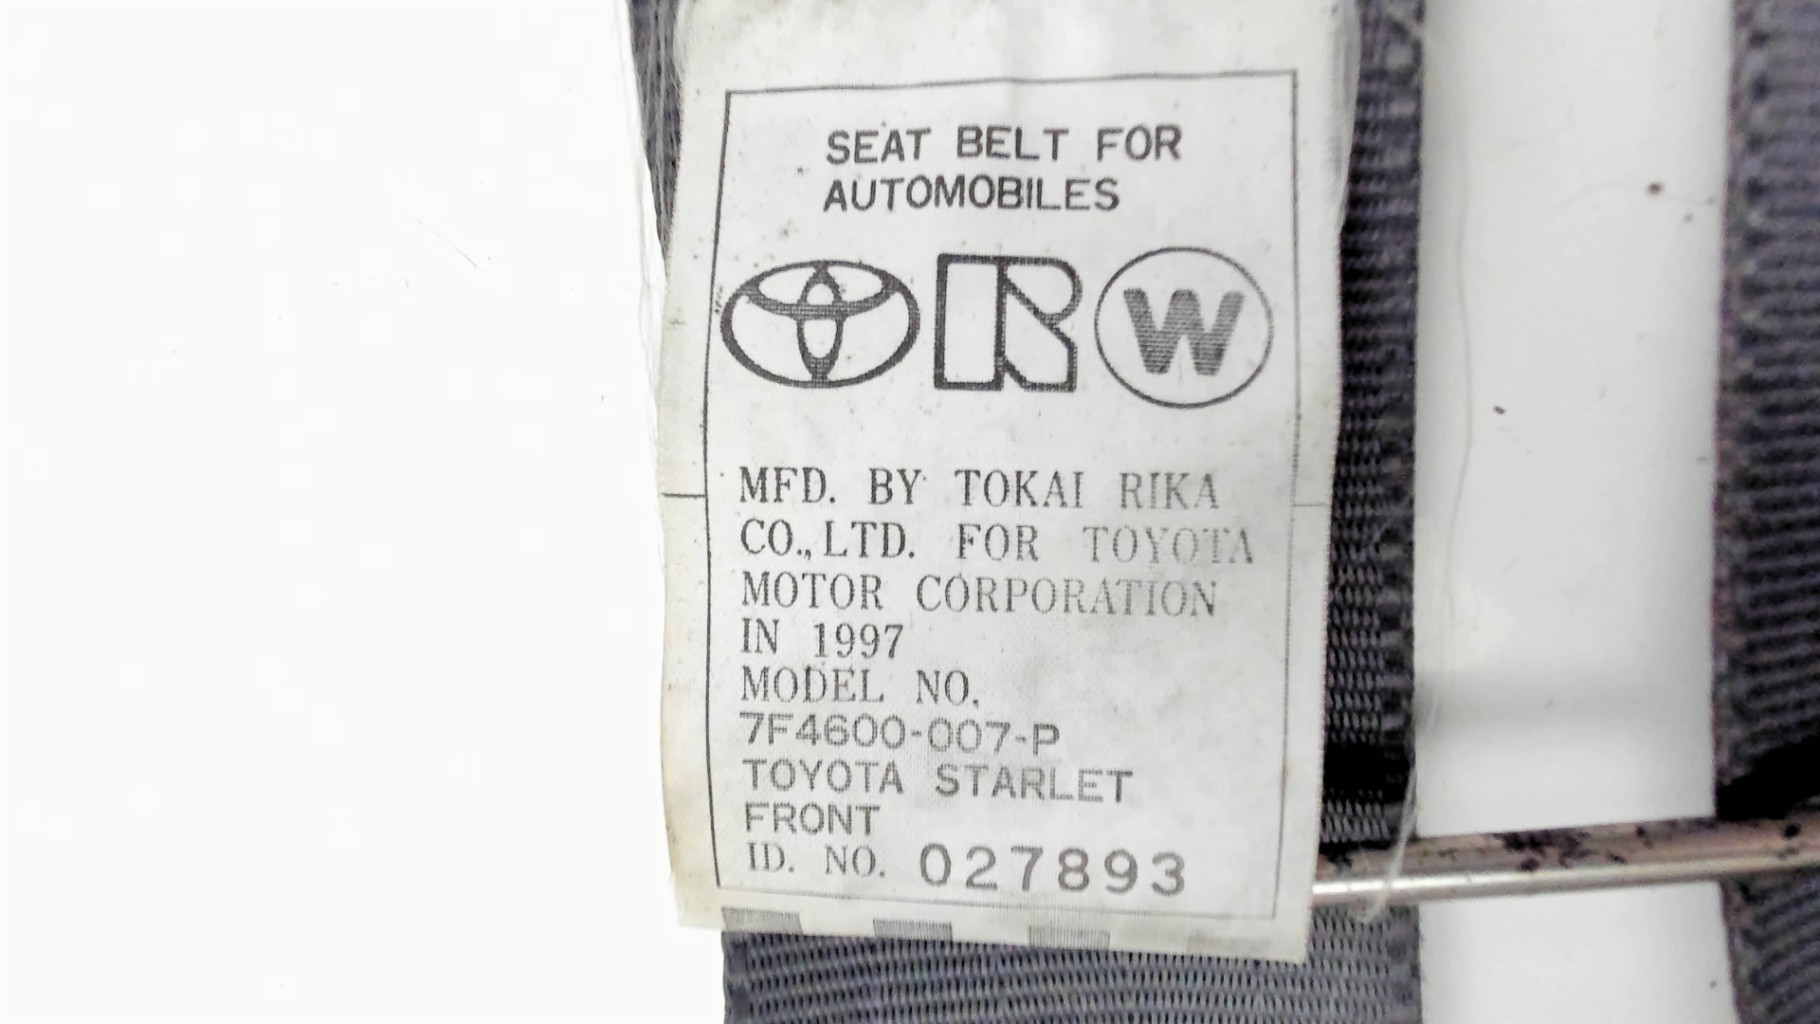 SEAT BELT FOR
AUTOMOBILES
W
MFD. BY TOKAI RIKA
CO., LTD. FOR TOYOTA
MOTOR CORPORATION
IN 1997
MODEL NO.
7F4600-007-P
TOYOTA STARLET
FRONT
ID. NO. 027893